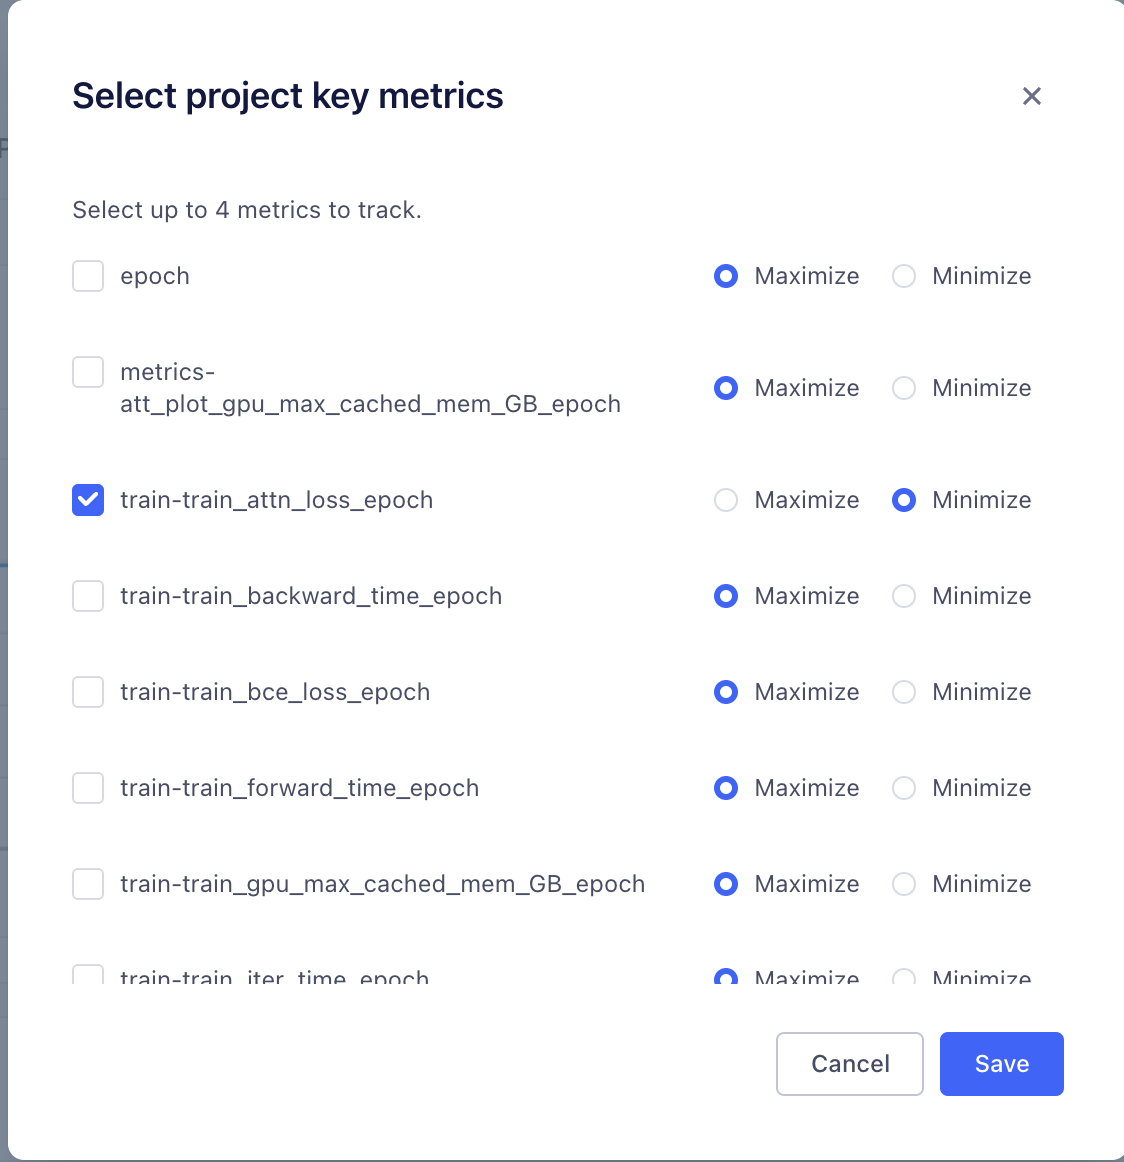 Select project key metrics
Select up to 4 metrics to track.
epoch Maximize Minimize
metrics-
att_plot_gpu_max_cached_mem_GB_epoch Maximize Minimize
train-train_attn_loss_epoch Maximize Minimize
train-train_backward_time_epoch Maximize Minimize
train-train_bce_loss_epoch Maximize Minimize
train-train_forward_time_epoch Maximize Minimize
train-train_gpu_max_cached_mem_GB_epoch Maximize Minimize
train-train_iter_time_epoch Maximize Minimize
Cancel Save